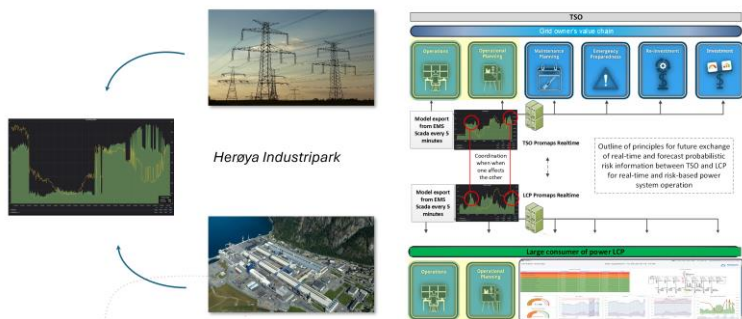 TSO
Grid owner's value chain
Operations
Operational
Planning
Maintenance
Planning
Emergency
Preparedness
Re-investment
Investment
Model export
from EMS
Scada every 5
minutes
TSO Promaps Realtime
Herøya Industripark
Coordination
when when
one affects
the other
Outline of principles for future exchange
of real-time and forecast probabilistic
risk information between TSO and LCP
for real-time and risk-based power
system operation
Model export
from EMS
Scada every 5
minutes
LCP Promaps Realtime
Large consumer of power LCP
Operations
Operational
Planning